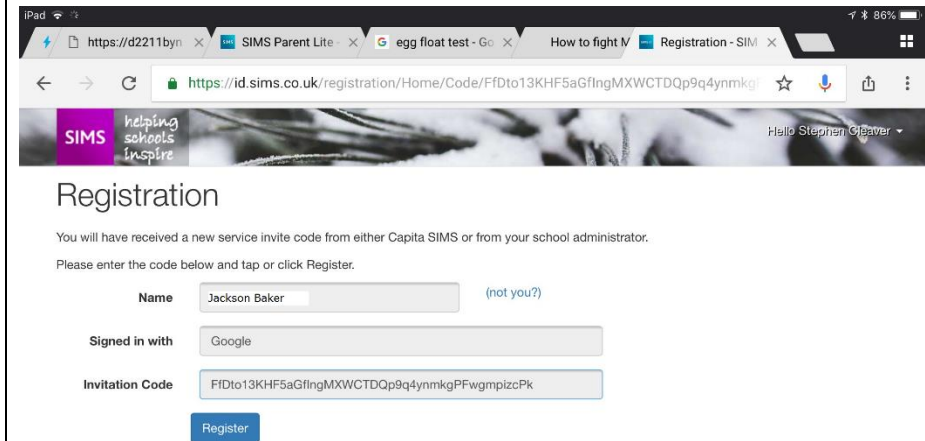 iPad 86%
https://d2211byn SIMS Parent Lite - egg float test - Go How to fight M Registration - SIM
https://id.sims.co.uk/registration/Home/Code/FfDto13KHF5aGfIngMXWCTDQp9q4ynmkg
SIMS helping
schools
inspire
Hello Stephen Cleaver
Registration
You will have received a new service invite code from either Capita SIMS or from your school administrator.
Please enter the code below and tap or click Register.
Name Jackson Baker (not you?)
Signed in with Google
Invitation Code FfDto13KHF5aGfIngMXWCTDQp9q4ynmkgPFwgmpizcPk
Register